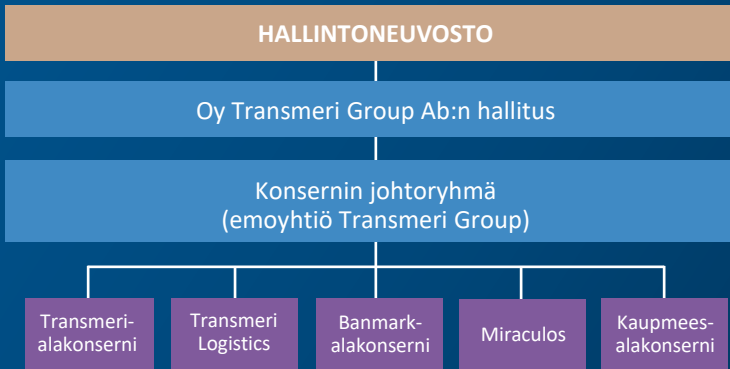 HALLINTONEUVOSTO
Oy Transmeri Group Ab:n hallitus
Konsernin johtoryhmä
(emoyhtiö Transmeri Group)
Transmeri-
alakonserni
Transmeri
Logistics
Banmark-
alakonserni
Miraculos
Kaupmees-
alakonserni